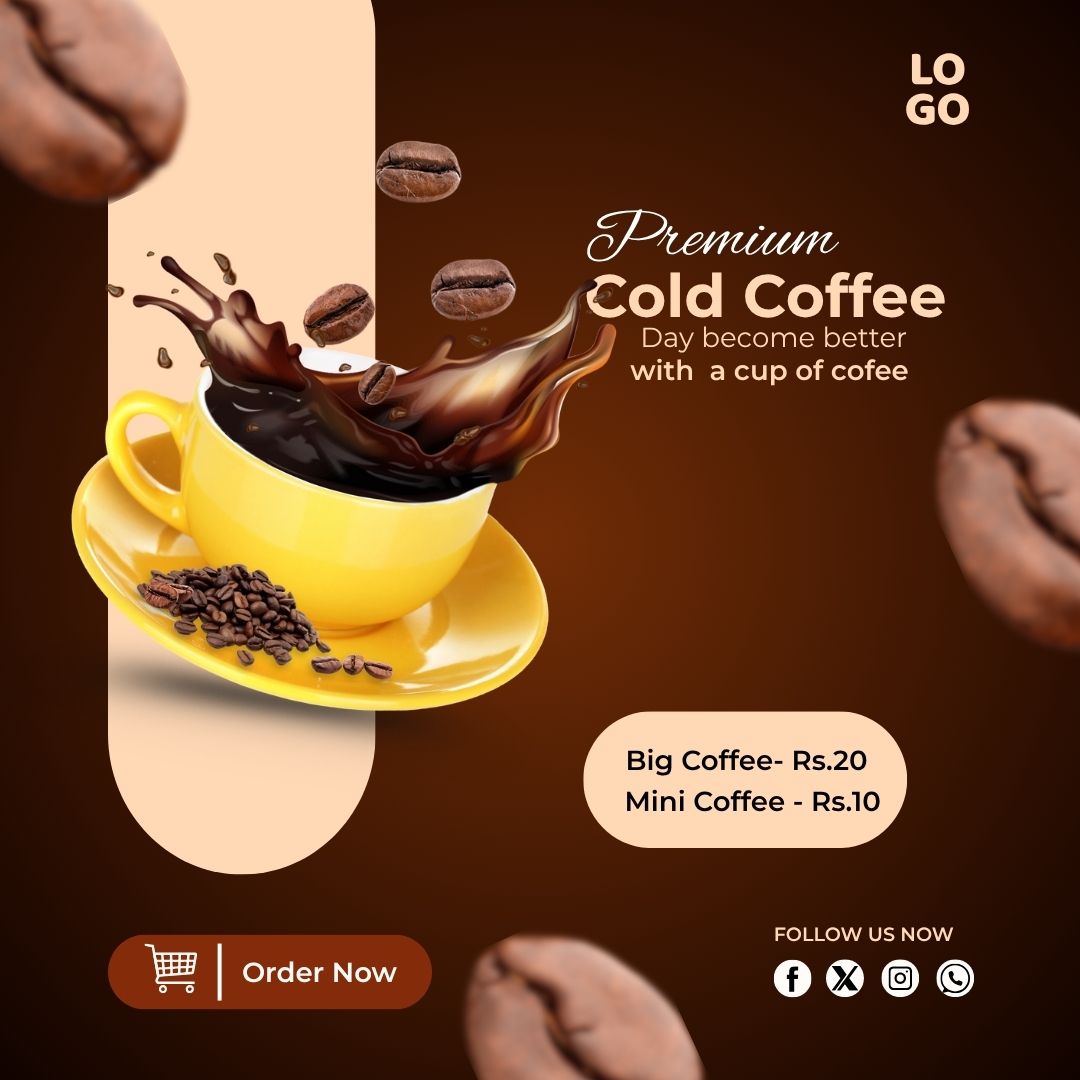 LO
GO
Premium
Cold Coffee
Day become better
with  a cup of cofee
Big Coffee- Rs.20
Mini Coffee - Rs.10
Order Now
FOLLOW US NOW